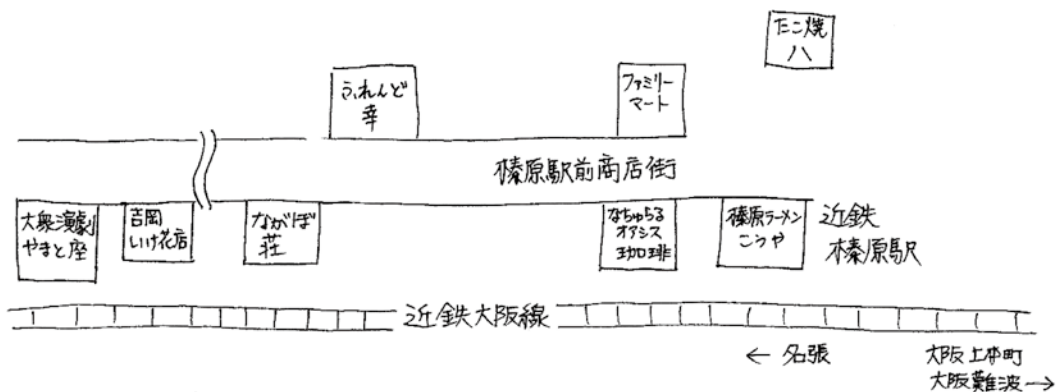 たこ焼
八
ふれんど
幸
ファミリー
マート
榛原駅前商店街
大衆演劇
やまと座
吉岡
いけ花店
ながぼ
荘
なちゅらる
オアシス
珈琲
榛原ラーメン
こうや
近鉄
榛原駅
近鉄大阪線
← 名張
大阪上本町
大阪難波→